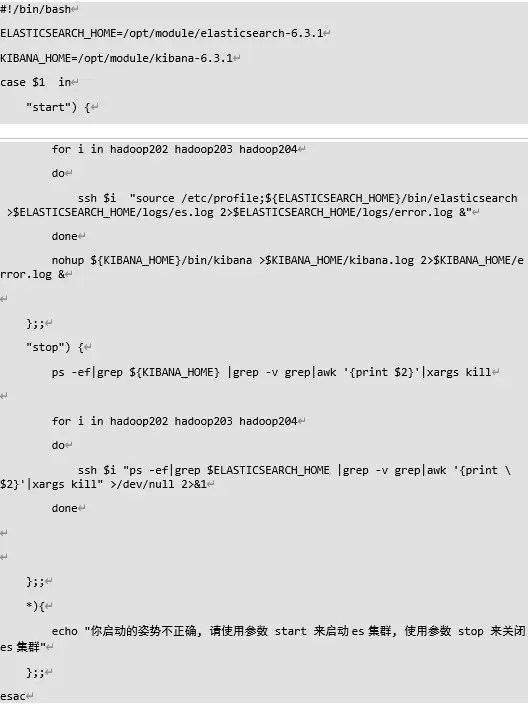 #!/bin/bash
ELASTICSEARCH_HOME=/opt/module/elasticsearch-6.3.1
KIBANA_HOME=/opt/module/kibana-6.3.1
case $1  in
    "start") {
        for i in hadoop202 hadoop203 hadoop204
        do
            ssh $i  "source /etc/profile;${ELASTICSEARCH_HOME}/bin/elasticsearch
 >$ELASTICSEARCH_HOME/logs/es.log 2>$ELASTICSEARCH_HOME/logs/error.log &"
        done
        nohup ${KIBANA_HOME}/bin/kibana >$KIBANA_HOME/kibana.log 2>$KIBANA_HOME/e
rror.log &
    };;
    "stop") {
        ps -ef|grep ${KIBANA_HOME} |grep -v grep|awk '{print $2}'|xargs kill
        for i in hadoop202 hadoop203 hadoop204
        do
            ssh $i "ps -ef|grep $ELASTICSEARCH_HOME |grep -v grep|awk '{print \
$2}'|xargs kill" >/dev/null 2>&1
        done
    };;
    *){
        echo "你启动的姿势不正确, 请使用参数 start 来启动es集群, 使用参数 stop 来关闭
es集群"
    };;
esac